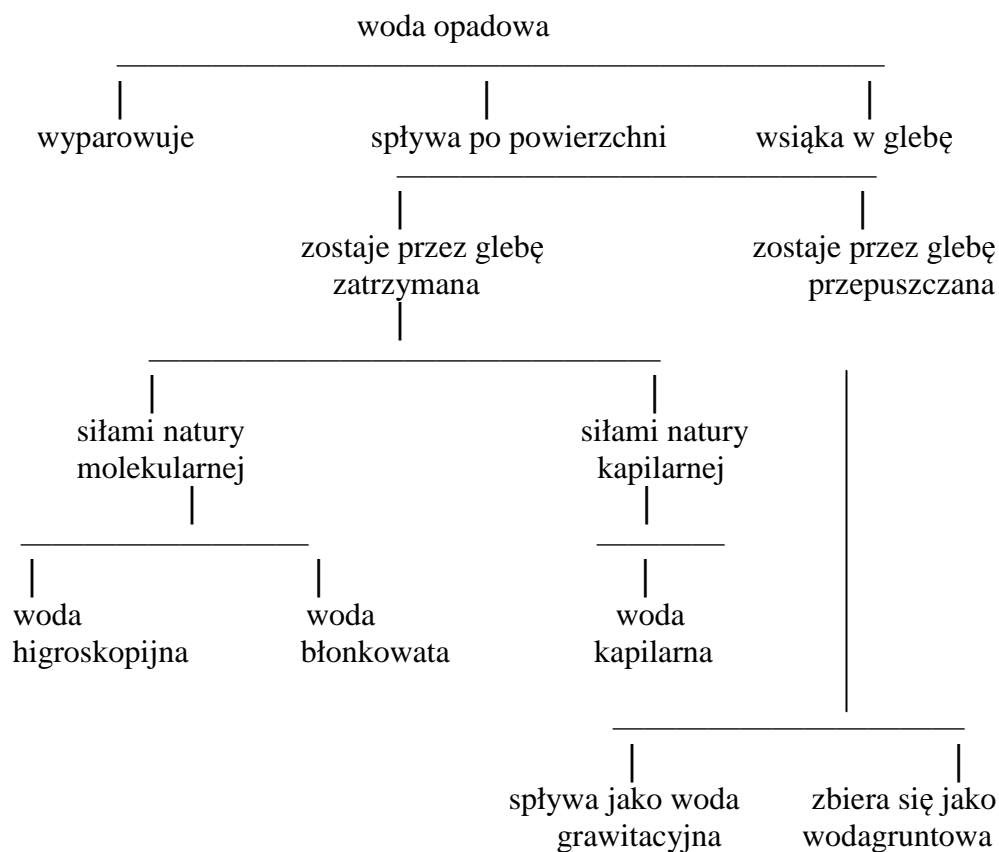 woda opadowa
wyparowuje spływa po powierzchni wsiąka w glebę
zostaje przez glebę zostaje przez glebę
zatrzymana przepuszczana
siłami natury siłami natury
molekularnej kapilarnej
woda woda woda
higroskopijna błonkowata kapilarna
spływa jako woda zbiera się jako
grawitacyjna wodagruntowa